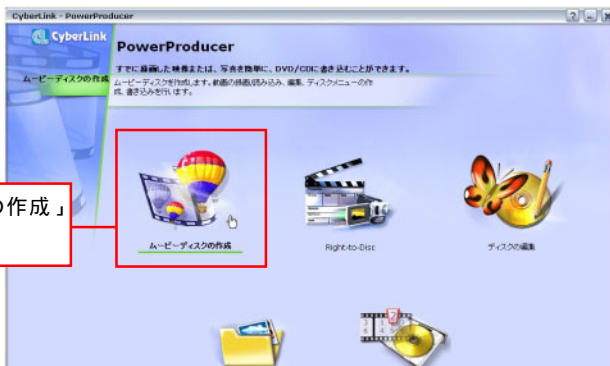 CyberLink - PowerProducer
CyberLink
PowerProducer
すでに録画した映像または、写真を簡単に、DVD/CDに書き込むことができます。
ムービーディスクの作成
ムービーディスクを作成します。動画の録画/読み込み、編集、ディスクメニューの作
成、書き込みを行います。
の作成」
ムービーディスクの作成
Right-to-Disc
ディスクの編集